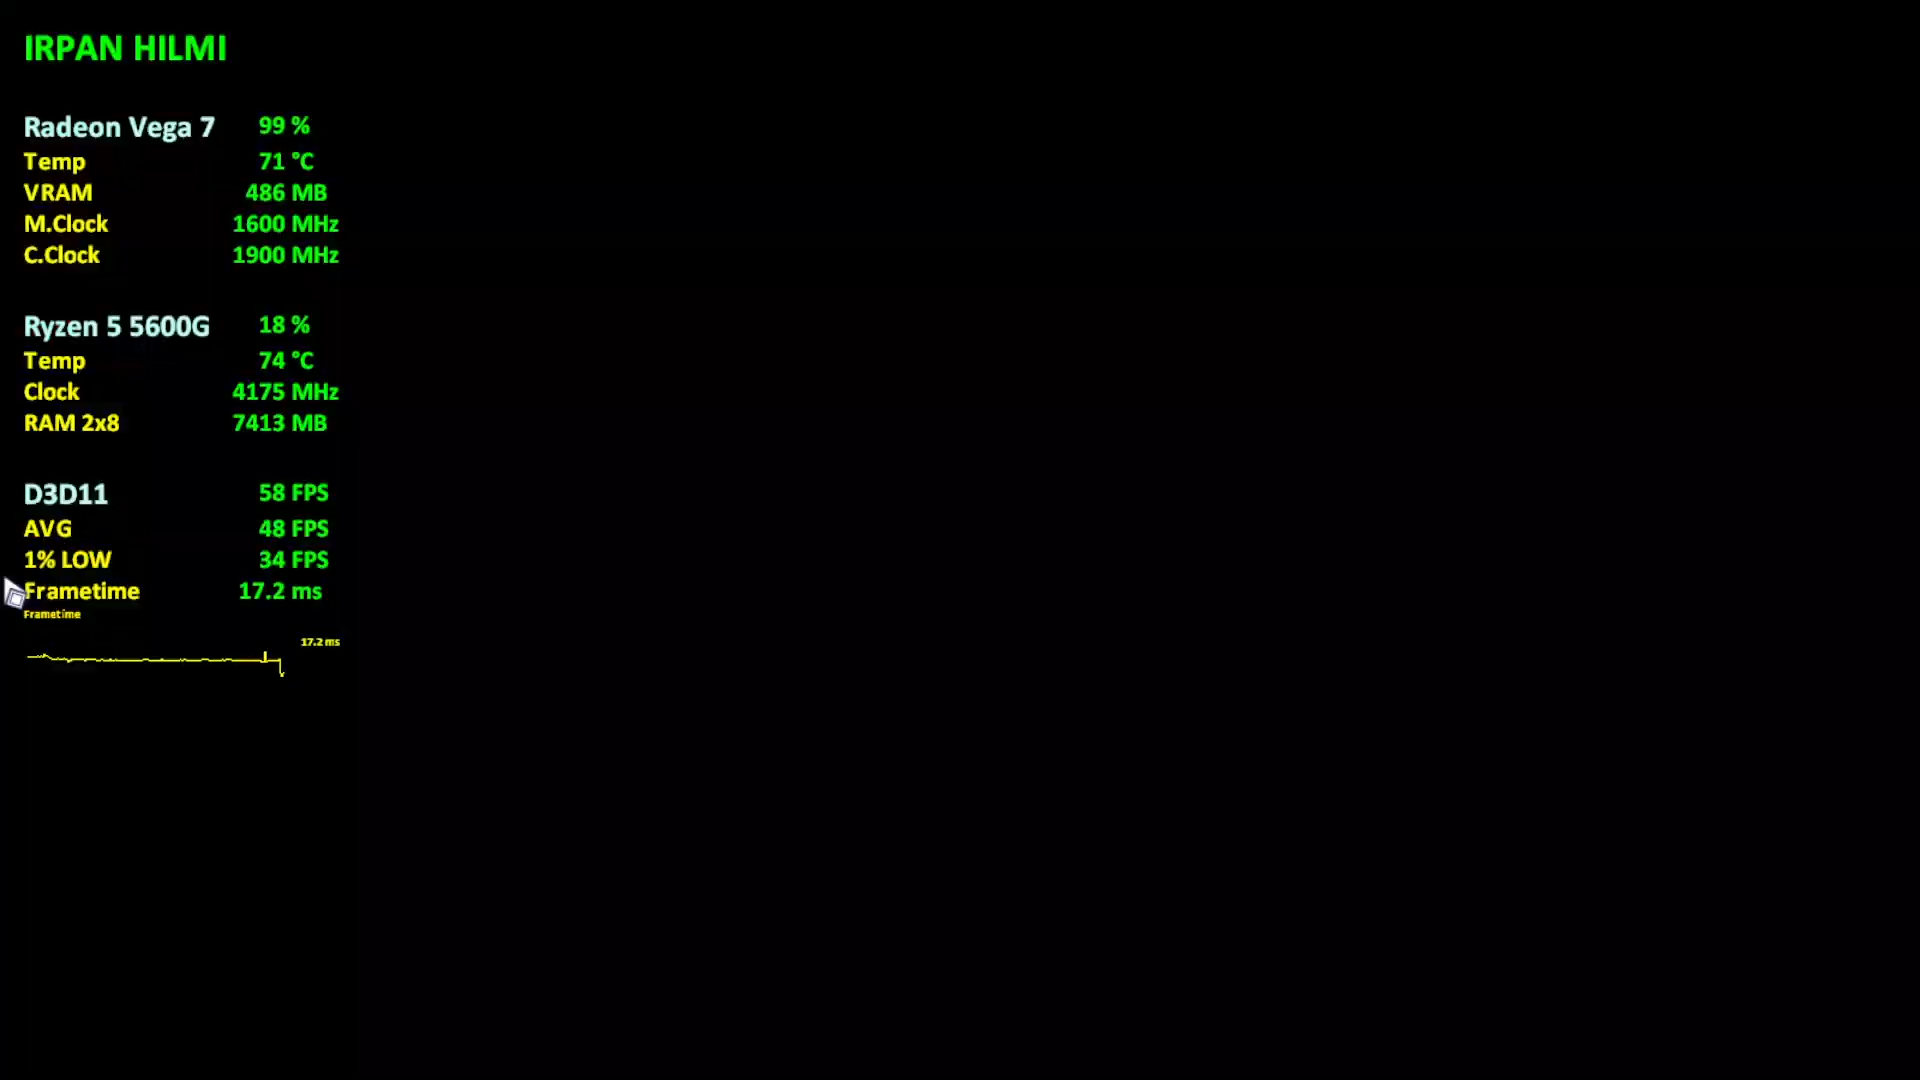 IRPAN HILMI
Radeon Vega 7 99 %
Temp 71 °C
VRAM 486 MB
M.Clock 1600 MHz
C.Clock 1900 MHz
Ryzen 5 5600G 18 %
Temp 74 °C
Clock 4175 MHz
RAM 2x8 7413 MB
D3D11 58 FPS
AVG 48 FPS
1% LOW 34 FPS
Frametime 17.2 ms
Frametime
17.2 ms